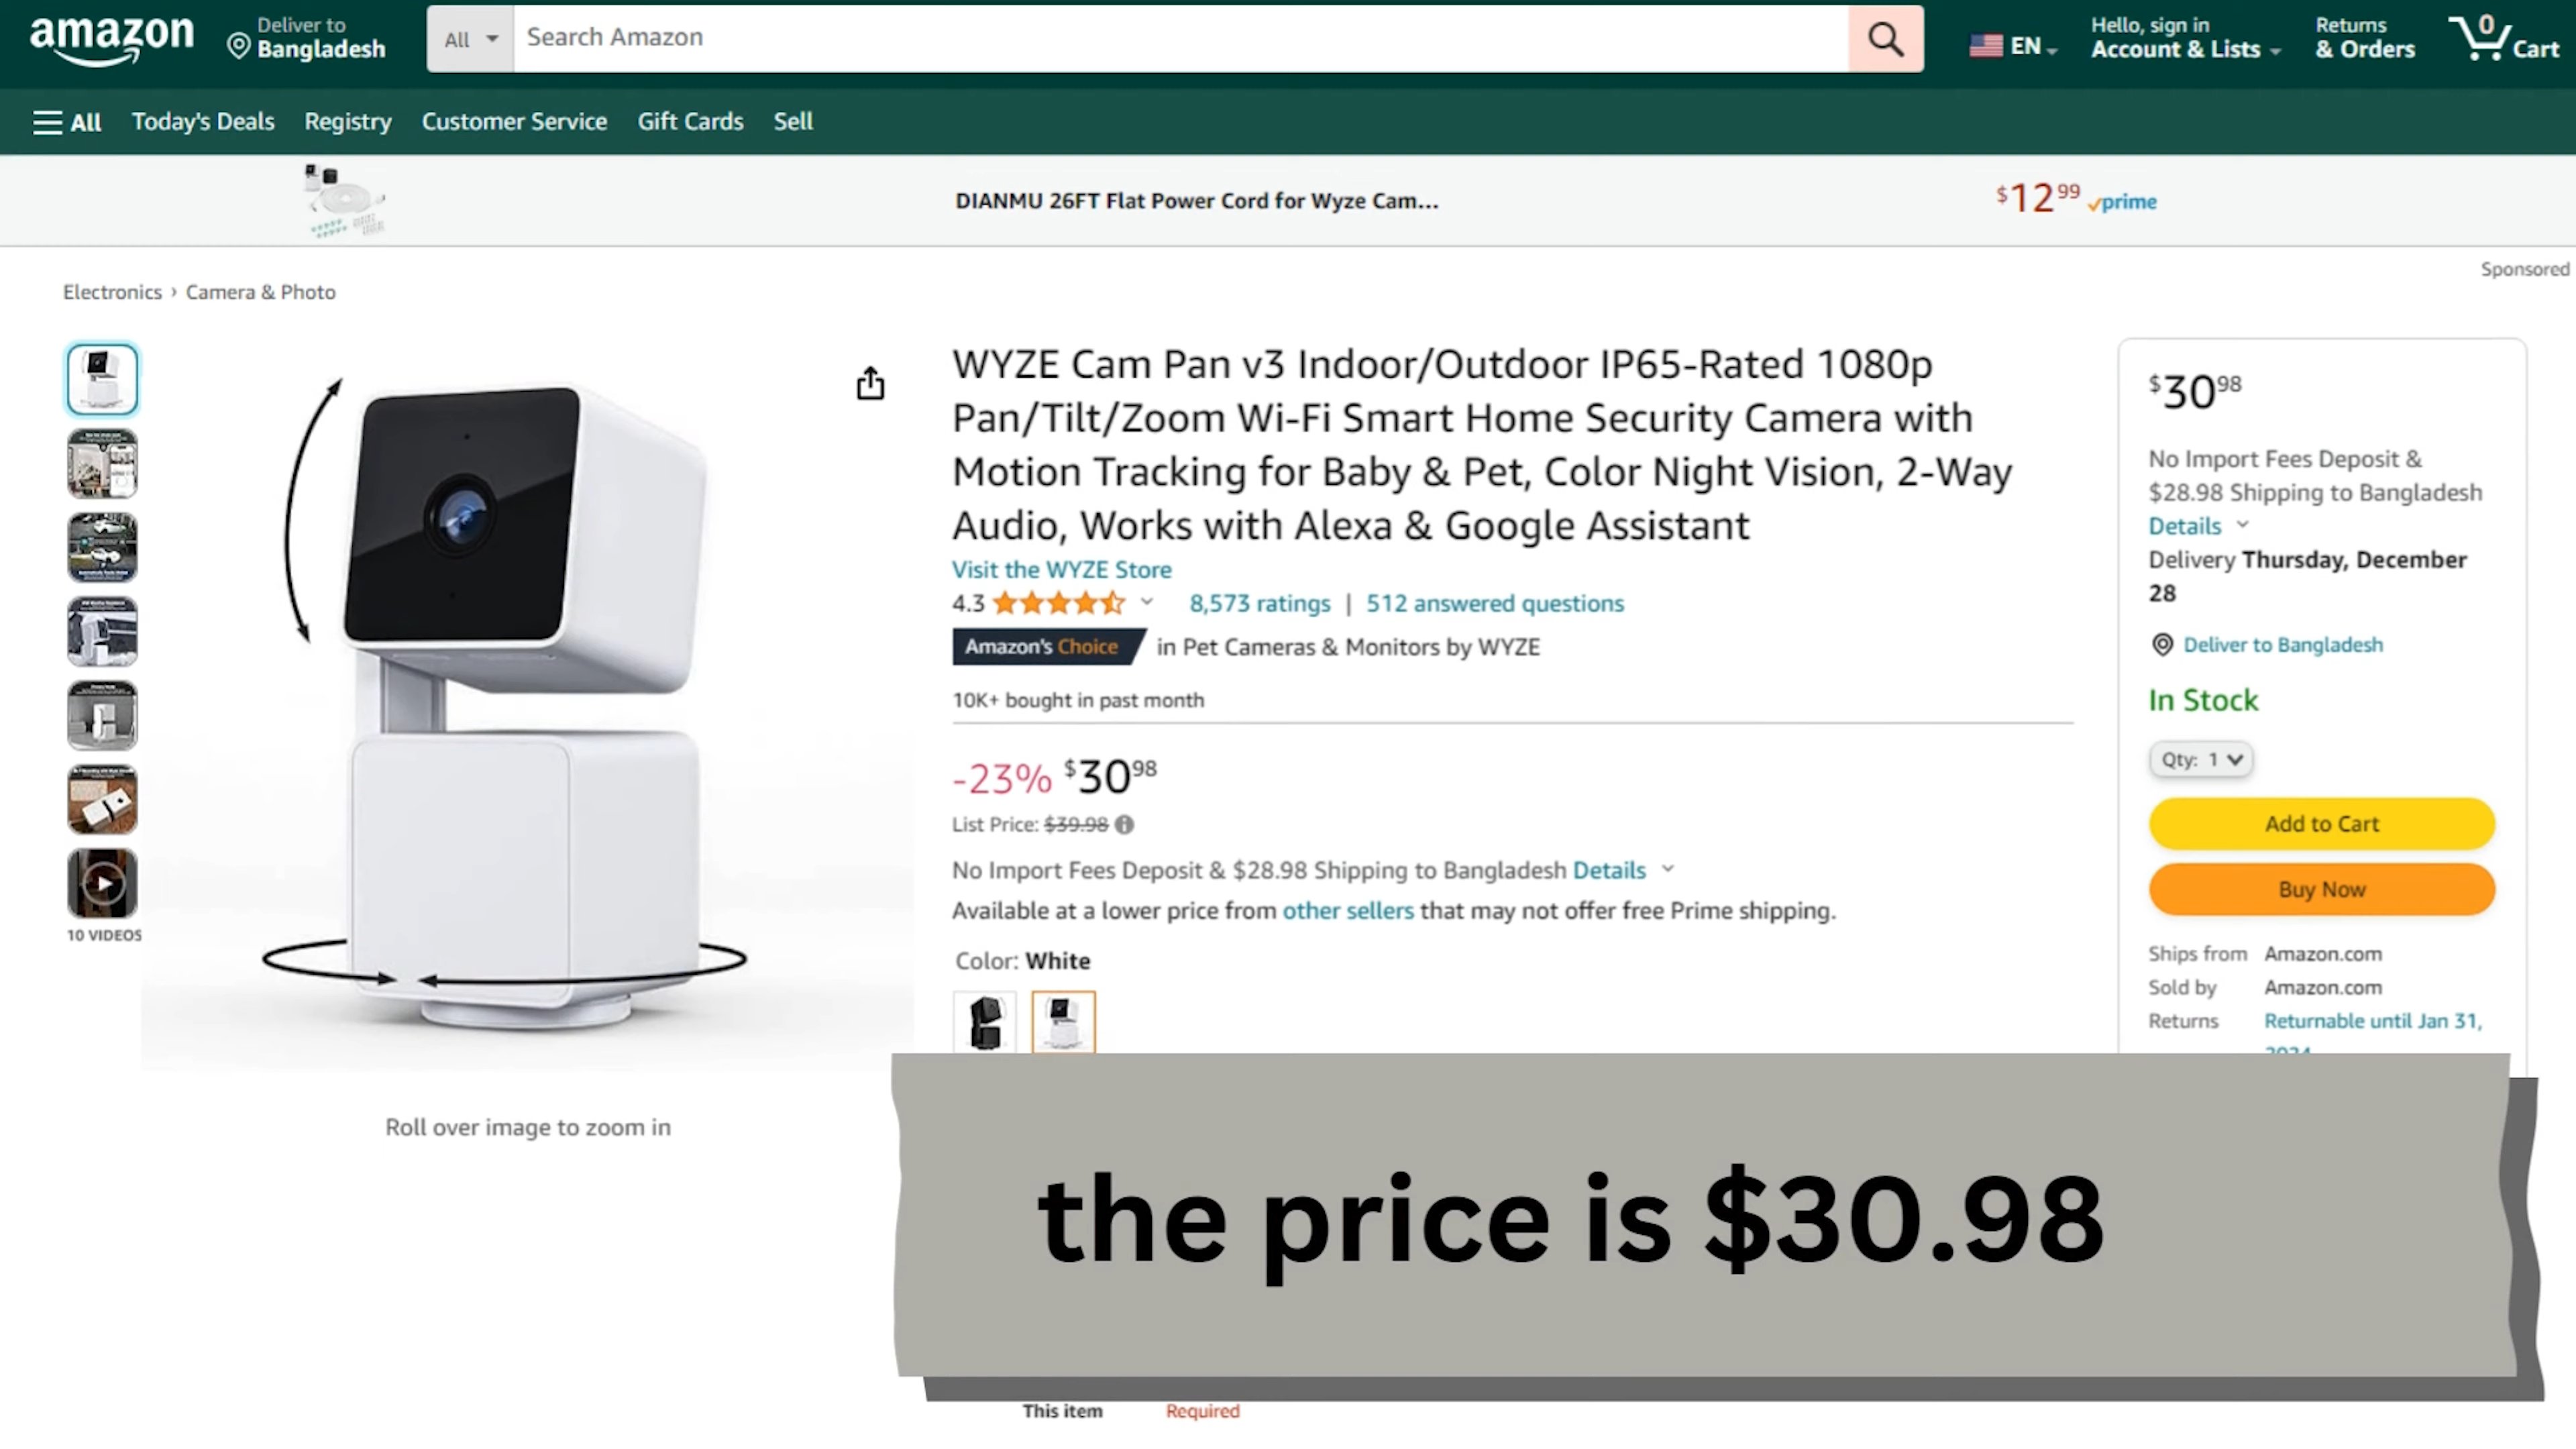 amazon
Deliver to
Bangladesh
All
Search Amazon
EN
Hello, sign in
Account & Lists
Returns
& Orders
0
Cart
All
Today's Deals
Registry
Customer Service
Gift Cards
Sell
DIANMU 26FT Flat Power Cord for Wyze Cam...
$12 99
prime
Sponsored
Electronics › Camera & Photo
WYZE Cam Pan v3 Indoor/Outdoor IP65-Rated 1080p
Pan/Tilt/Zoom Wi-Fi Smart Home Security Camera with
Motion Tracking for Baby & Pet, Color Night Vision, 2-Way
Audio, Works with Alexa & Google Assistant
Visit the WYZE Store
4.3
8,573 ratings | 512 answered questions
Amazon's Choice
in Pet Cameras & Monitors by WYZE
10K+ bought in past month
-23% $30 98
List Price: $39.98
No Import Fees Deposit & $28.98 Shipping to Bangladesh Details
Available at a lower price from other sellers that may not offer free Prime shipping.
Color: White
10 VIDEOS
Roll over image to zoom in
$30 98
No Import Fees Deposit &
$28.98 Shipping to Bangladesh
Details
Delivery Thursday, December
28
Deliver to Bangladesh
In Stock
Qty: 1
Add to Cart
Buy Now
Ships from Amazon.com
Sold by Amazon.com
Returns Returnable until Jan 31,
2024
the price is $30.98
This item
Required